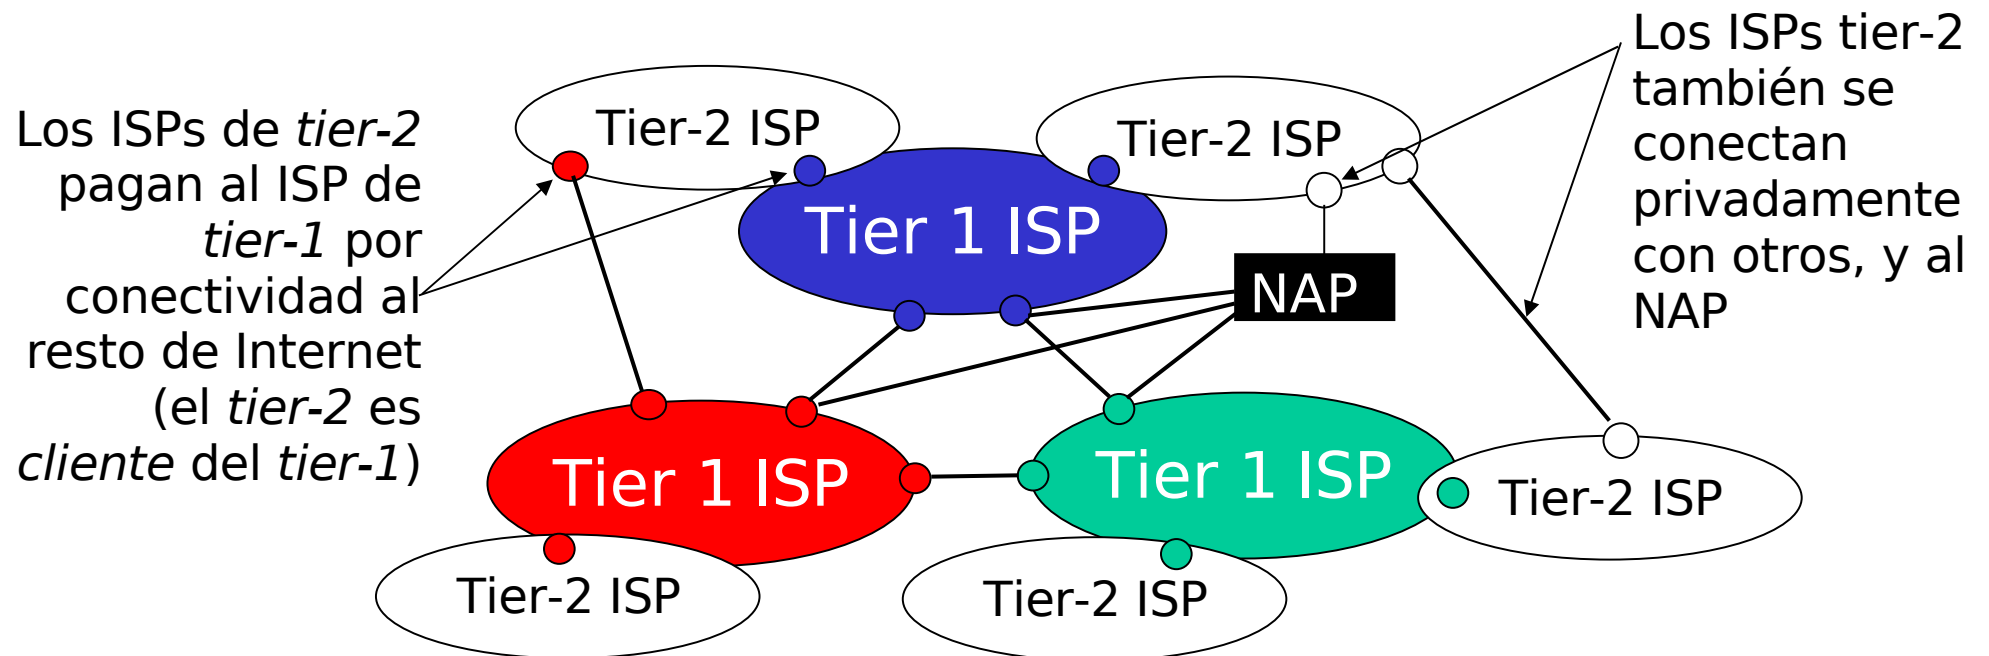 Los ISPs de tier-2
pagan al ISP de
tier-1 por
conectividad al
resto de Internet
(el tier-2 es
cliente del tier-1)
Tier-2 ISP
Tier-2 ISP
Tier 1 ISP
NAP
Tier 1 ISP
Tier 1 ISP
Tier-2 ISP
Tier-2 ISP
Tier-2 ISP
Los ISPs tier-2
también se
conectan
privadamente
con otros, y al
NAP